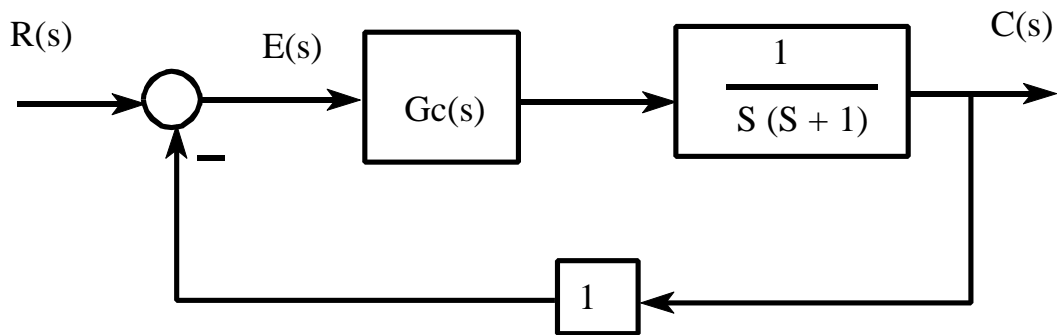 R(s)
E(s)
Gc(s)
1
S (S + 1)
C(s)
−
1